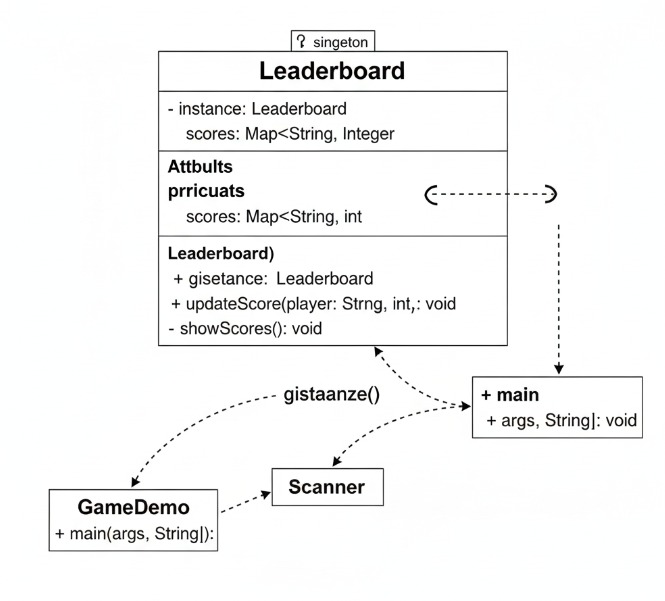 ? singeton
Leaderboard
- instance: Leaderboard
scores: Map<String, Integer
Attbults
prricuats
scores: Map<String, int
Leaderboard)
+ gisetance: Leaderboard
+ updateScore(player: Strng, int,: void
- showScores(): void
gistaanze()
+ main
+ args, String]: void
Scanner
GameDemo
+ main(args, String]):